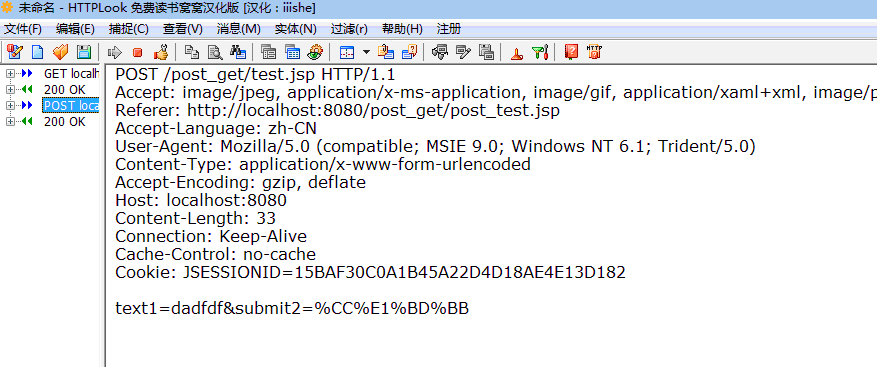 未命名 - HTTPLook 免费读书窝窝汉化版 [汉化：iiishe]
文件(F) 编辑(E) 捕捉(C) 查看(V) 消息(M) 实体(N) 过滤(r) 帮助(H) 注册
GET localh
200 OK
POST loca
200 OK
POST /post_get/test.jsp HTTP/1.1
Accept: image/jpeg, application/x-ms-application, image/gif, application/xaml+xml, image/p
Referer: http://localhost:8080/post_get/post_test.jsp
Accept-Language: zh-CN
User-Agent: Mozilla/5.0 (compatible; MSIE 9.0; Windows NT 6.1; Trident/5.0)
Content-Type: application/x-www-form-urlencoded
Accept-Encoding: gzip, deflate
Host: localhost:8080
Content-Length: 33
Connection: Keep-Alive
Cache-Control: no-cache
Cookie: JSESSIONID=15BAF30C0A1B45A22D4D18AE4E13D182
text1=dadfdf&submit2=%CC%E1%BD%BB